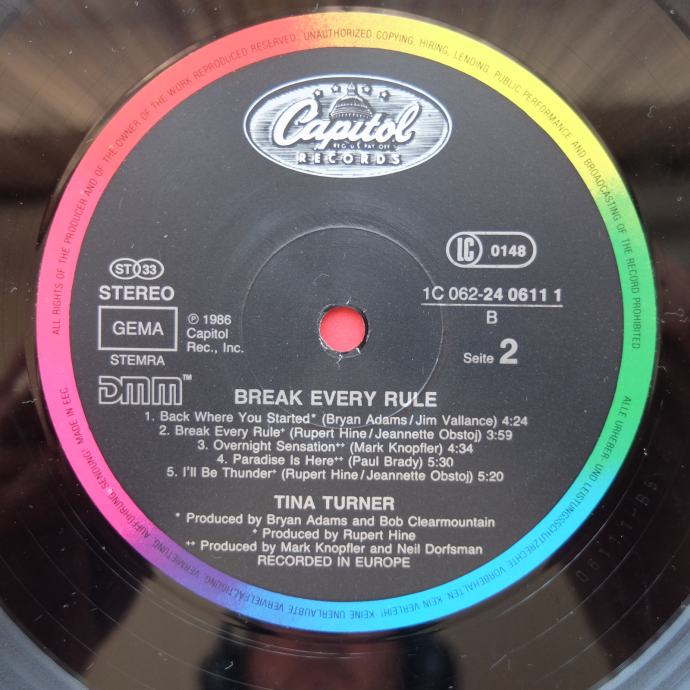 ALL RIGHTS OF THE PRODUCER AND OF THE OWNER OF THE WORK REPRODUCED RESERVED. UNAUTHORIZED COPYING, HIRING, LENDING, PUBLIC PERFORMANCE AND BROADCASTING OF THE RECORD PROHIBITED
Capitol
REG. U.S. PAT. OFF.
RECORDS
LC 0148
ST 33
STEREO
1C 062-24 0611 1
B
GEMA
STEMRA
℗ 1986
Capitol
Rec., Inc.
Seite 2
DMM™
BREAK EVERY RULE
1. Back Where You Started* (Bryan Adams/Jim Vallance) 4:24
2. Break Every Rule⁺ (Rupert Hine/Jeannette Obstoj) 3:59
3. Overnight Sensation⁺⁺ (Mark Knopfler) 4:34
4. Paradise Is Here⁺⁺ (Paul Brady) 5:30
5. I'll Be Thunder⁺ (Rupert Hine/Jeannette Obstoj) 5:20
TINA TURNER
* Produced by Bryan Adams and Bob Clearmountain
⁺ Produced by Rupert Hine
⁺⁺ Produced by Mark Knopfler and Neil Dorfsman
RECORDED IN EUROPE
ALLE URHEBER- UND LEISTUNGSSCHUTZRECHTE VORBEHALTEN. KEIN VERLEIH! KEINE UNERLAUBTE VERVIELFÄLTIGUNG, VERMIETUNG, AUFFÜHRUNG, SENDUNG! MADE IN EEC